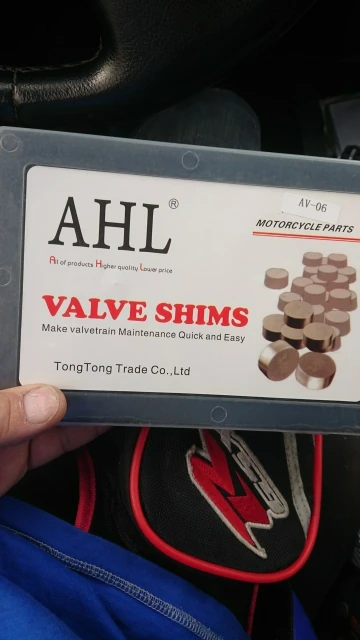 AV-06
AHL®
MOTORCYCLE PARTS
All of products Higher quality Lower price
VALVE SHIMS
Make valvetrain Maintenance Quick and Easy
TongTong Trade Co.,Ltd